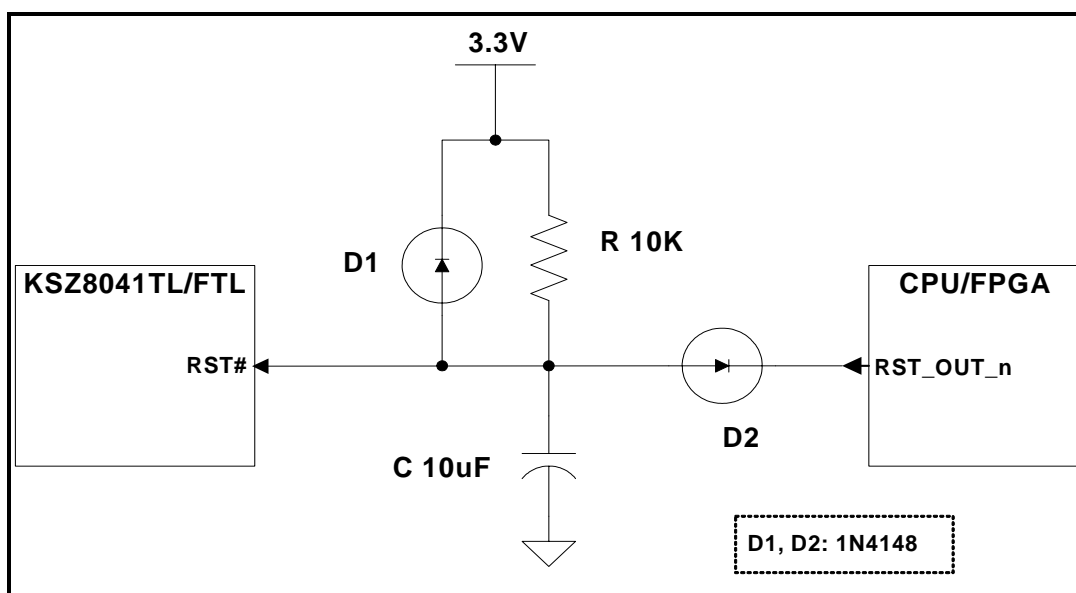 3.3V
R 10K
D1
KSZ8041TL/FTL
CPU/FPGA
RST#
RST_OUT_n
D2
C 10uF
D1, D2: 1N4148